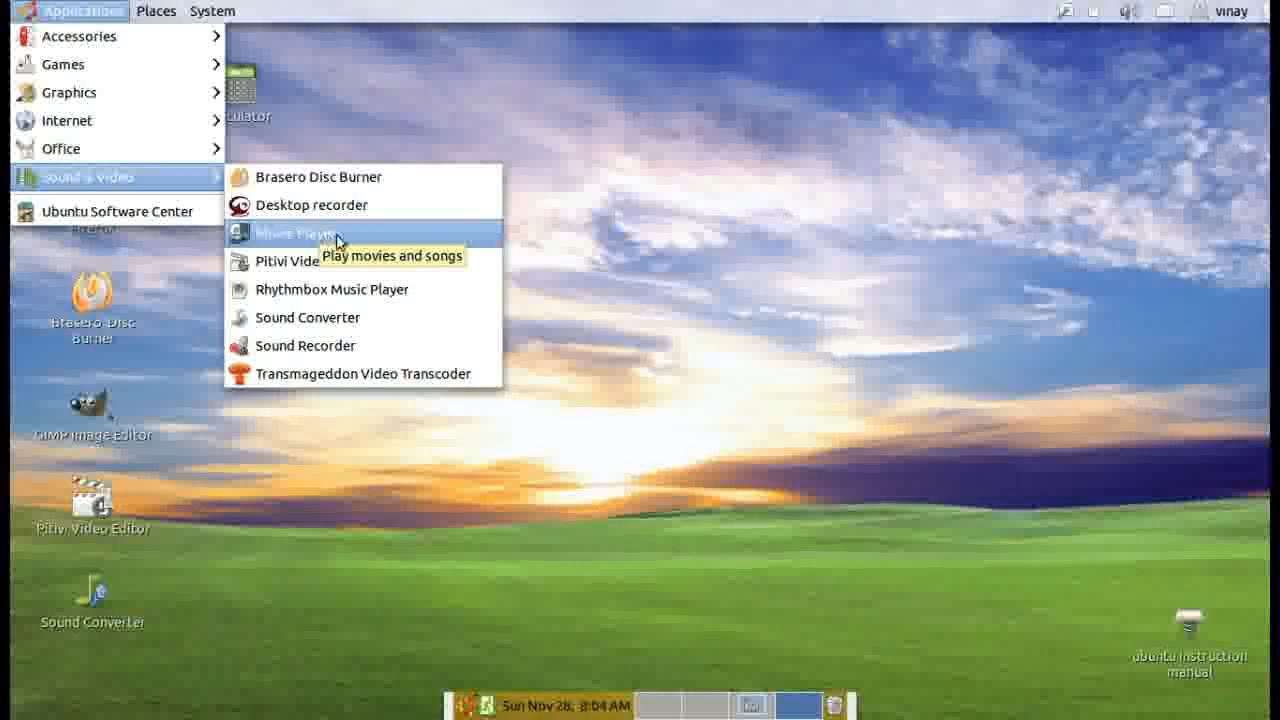 Applications Places System vinay
Accessories
Games
Graphics
Internet
Office
Sound & Video
Ubuntu Software Center
Brasero Disc Burner
Desktop recorder
Movie Player
Play movies and songs
Pitivi Vide
Rhythmbox Music Player
Sound Converter
Sound Recorder
Transmageddon Video Transcoder
culator
Brasero Disc
Burner
GIMP Image Editor
Pitivi Video Editor
Sound Converter
ubuntu instruction
manual
Sun Nov 28, 8:04 AM